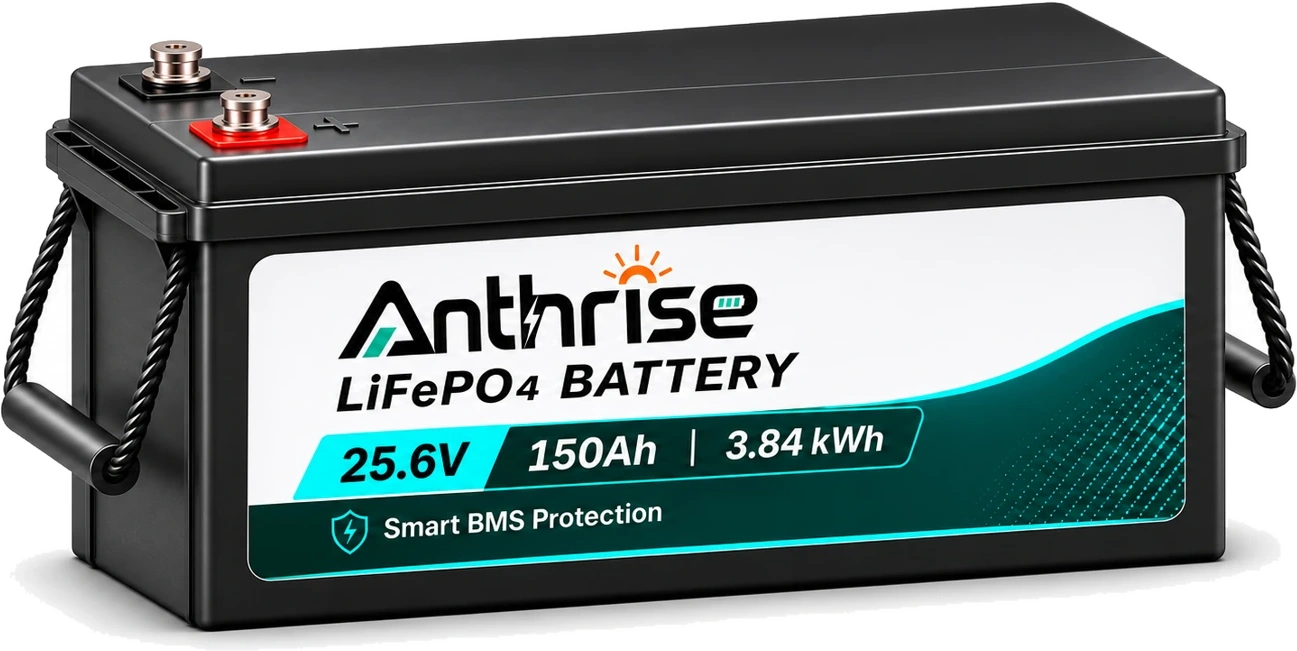 −
+
Anthrise
LiFePO4 BATTERY
25.6V 150Ah | 3.84 kWh
Smart BMS Protection